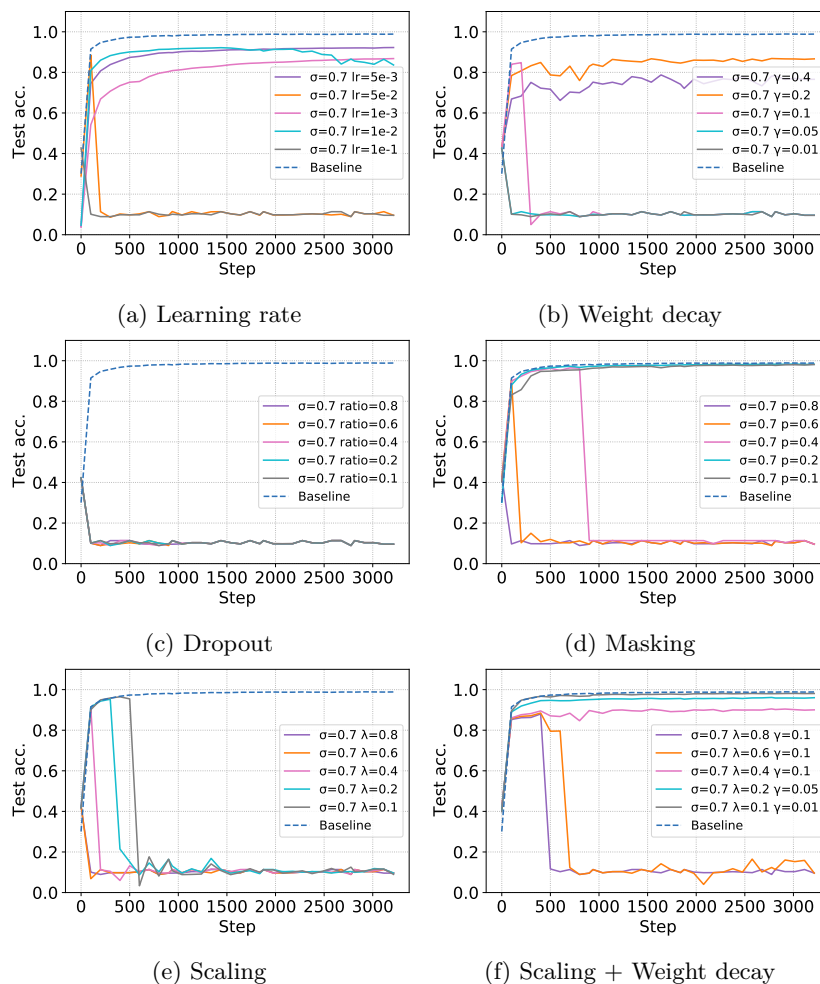 1.0
0.8
0.6
0.4
0.2
0.0
Test acc.
0 500 1000 1500 2000 2500 3000
Step
σ=0.7 lr=5e-3
σ=0.7 lr=5e-2
σ=0.7 lr=1e-3
σ=0.7 lr=1e-2
σ=0.7 lr=1e-1
Baseline
(a) Learning rate
1.0
0.8
0.6
0.4
0.2
0.0
Test acc.
0 500 1000 1500 2000 2500 3000
Step
σ=0.7 γ=0.4
σ=0.7 γ=0.2
σ=0.7 γ=0.1
σ=0.7 γ=0.05
σ=0.7 γ=0.01
Baseline
(b) Weight decay
1.0
0.8
0.6
0.4
0.2
0.0
Test acc.
0 500 1000 1500 2000 2500 3000
Step
σ=0.7 ratio=0.8
σ=0.7 ratio=0.6
σ=0.7 ratio=0.4
σ=0.7 ratio=0.2
σ=0.7 ratio=0.1
Baseline
(c) Dropout
1.0
0.8
0.6
0.4
0.2
0.0
Test acc.
0 500 1000 1500 2000 2500 3000
Step
σ=0.7 p=0.8
σ=0.7 p=0.6
σ=0.7 p=0.4
σ=0.7 p=0.2
σ=0.7 p=0.1
Baseline
(d) Masking
1.0
0.8
0.6
0.4
0.2
0.0
Test acc.
0 500 1000 1500 2000 2500 3000
Step
σ=0.7 λ=0.8
σ=0.7 λ=0.6
σ=0.7 λ=0.4
σ=0.7 λ=0.2
σ=0.7 λ=0.1
Baseline
(e) Scaling
1.0
0.8
0.6
0.4
0.2
0.0
Test acc.
0 500 1000 1500 2000 2500 3000
Step
σ=0.7 λ=0.8 γ=0.1
σ=0.7 λ=0.6 γ=0.1
σ=0.7 λ=0.4 γ=0.1
σ=0.7 λ=0.2 γ=0.05
σ=0.7 λ=0.1 γ=0.01
Baseline
(f) Scaling + Weight decay